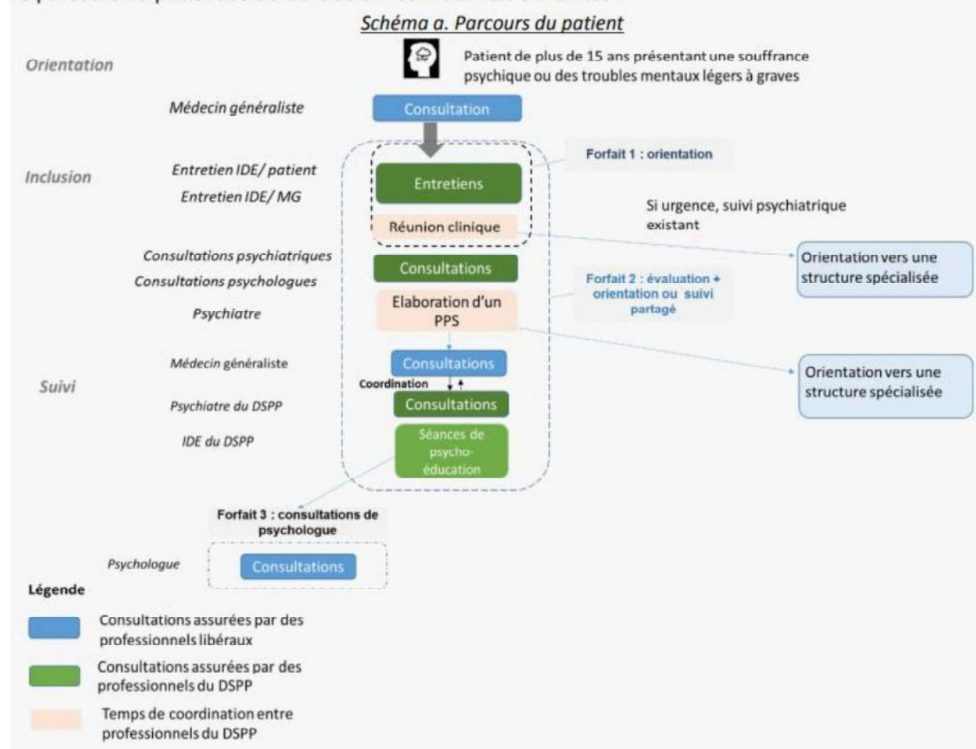 Schéma a. Parcours du patient
Orientation
Patient de plus de 15 ans présentant une souffrance
psychique ou des troubles mentaux légers à graves
Médecin généraliste
Consultation
Forfait 1 : orientation
Inclusion
Entretien IDE/ patient
Entretien IDE/ MG
Entretiens
Réunion clinique
Si urgence, suivi psychiatrique
existant
Orientation vers une
structure spécialisée
Consultations psychiatriques
Consultations psychologues
Consultations
Forfait 2 : évaluation +
orientation ou suivi
partagé
Psychiatre
Elaboration d'un
PPS
Suivi
Médecin généraliste
Consultations
Coordination
Orientation vers une
structure spécialisée
Psychiatre du DSPP
Consultations
IDE du DSPP
Séances de
psycho-
éducation
Forfait 3 : consultations de
psychologue
Psychologue
Consultations
Légende
Consultations assurées par des
professionnels libéraux
Consultations assurées par des
professionnels du DSPP
Temps de coordination entre
professionnels du DSPP